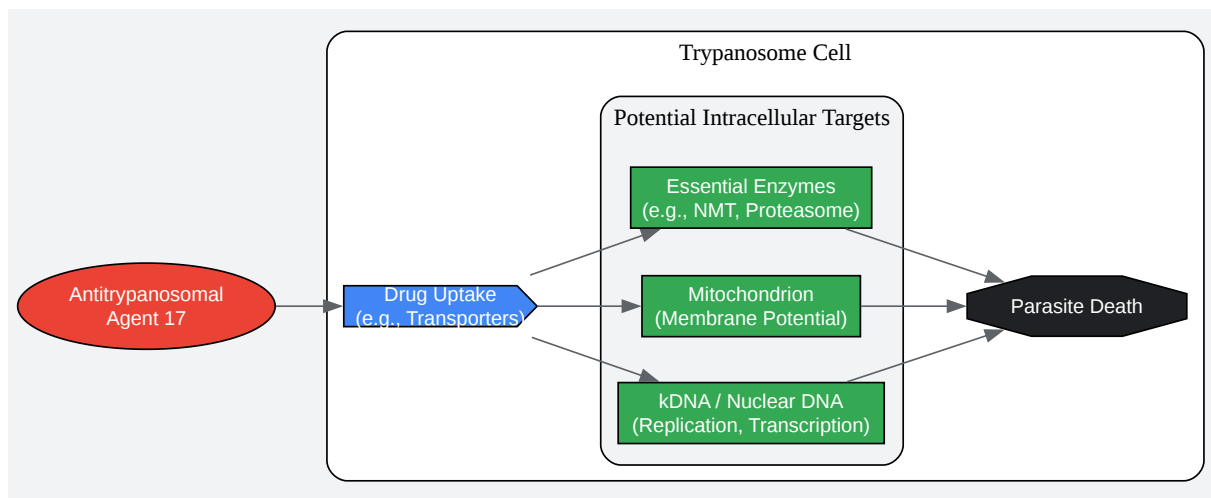 Trypanosome Cell
Potential Intracellular Targets
Essential Enzymes
(e.g., NMT, Proteasome)
Antitrypanosomal
Agent 17
Drug Uptake
(e.g., Transporters)
Mitochondrion
(Membrane Potential)
Parasite Death
kDNA / Nuclear DNA
(Replication, Transcription)